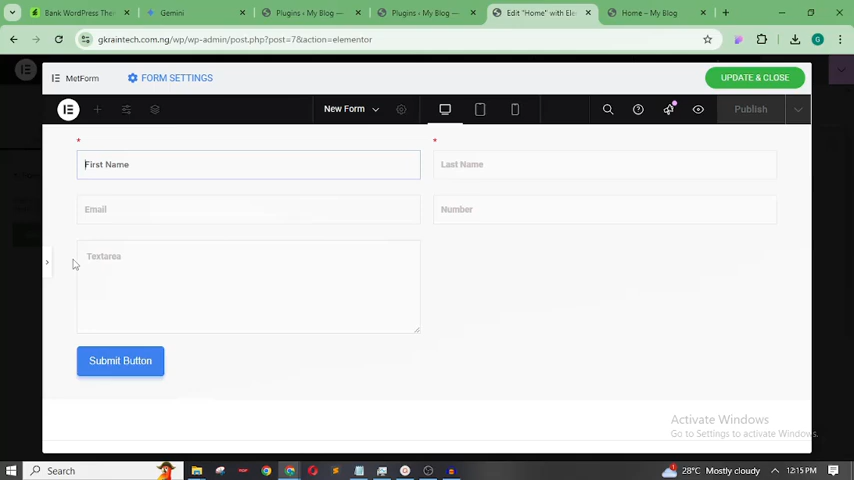 Bank WordPress Them
Gemini
Plugins ‹ My Blog —
Plugins ‹ My Blog —
Edit "Home" with Ele
Home – My Blog
gkraintech.com.ng/wp/wp-admin/post.php?post=7&action=elementor
G
MetForm
FORM SETTINGS
UPDATE & CLOSE
New Form
Publish
*
*
First Name
Last Name
Email
Number
Textarea
Submit Button
Activate Windows
Go to Settings to activate Windows.
Search
28°C Mostly cloudy
12:15 PM